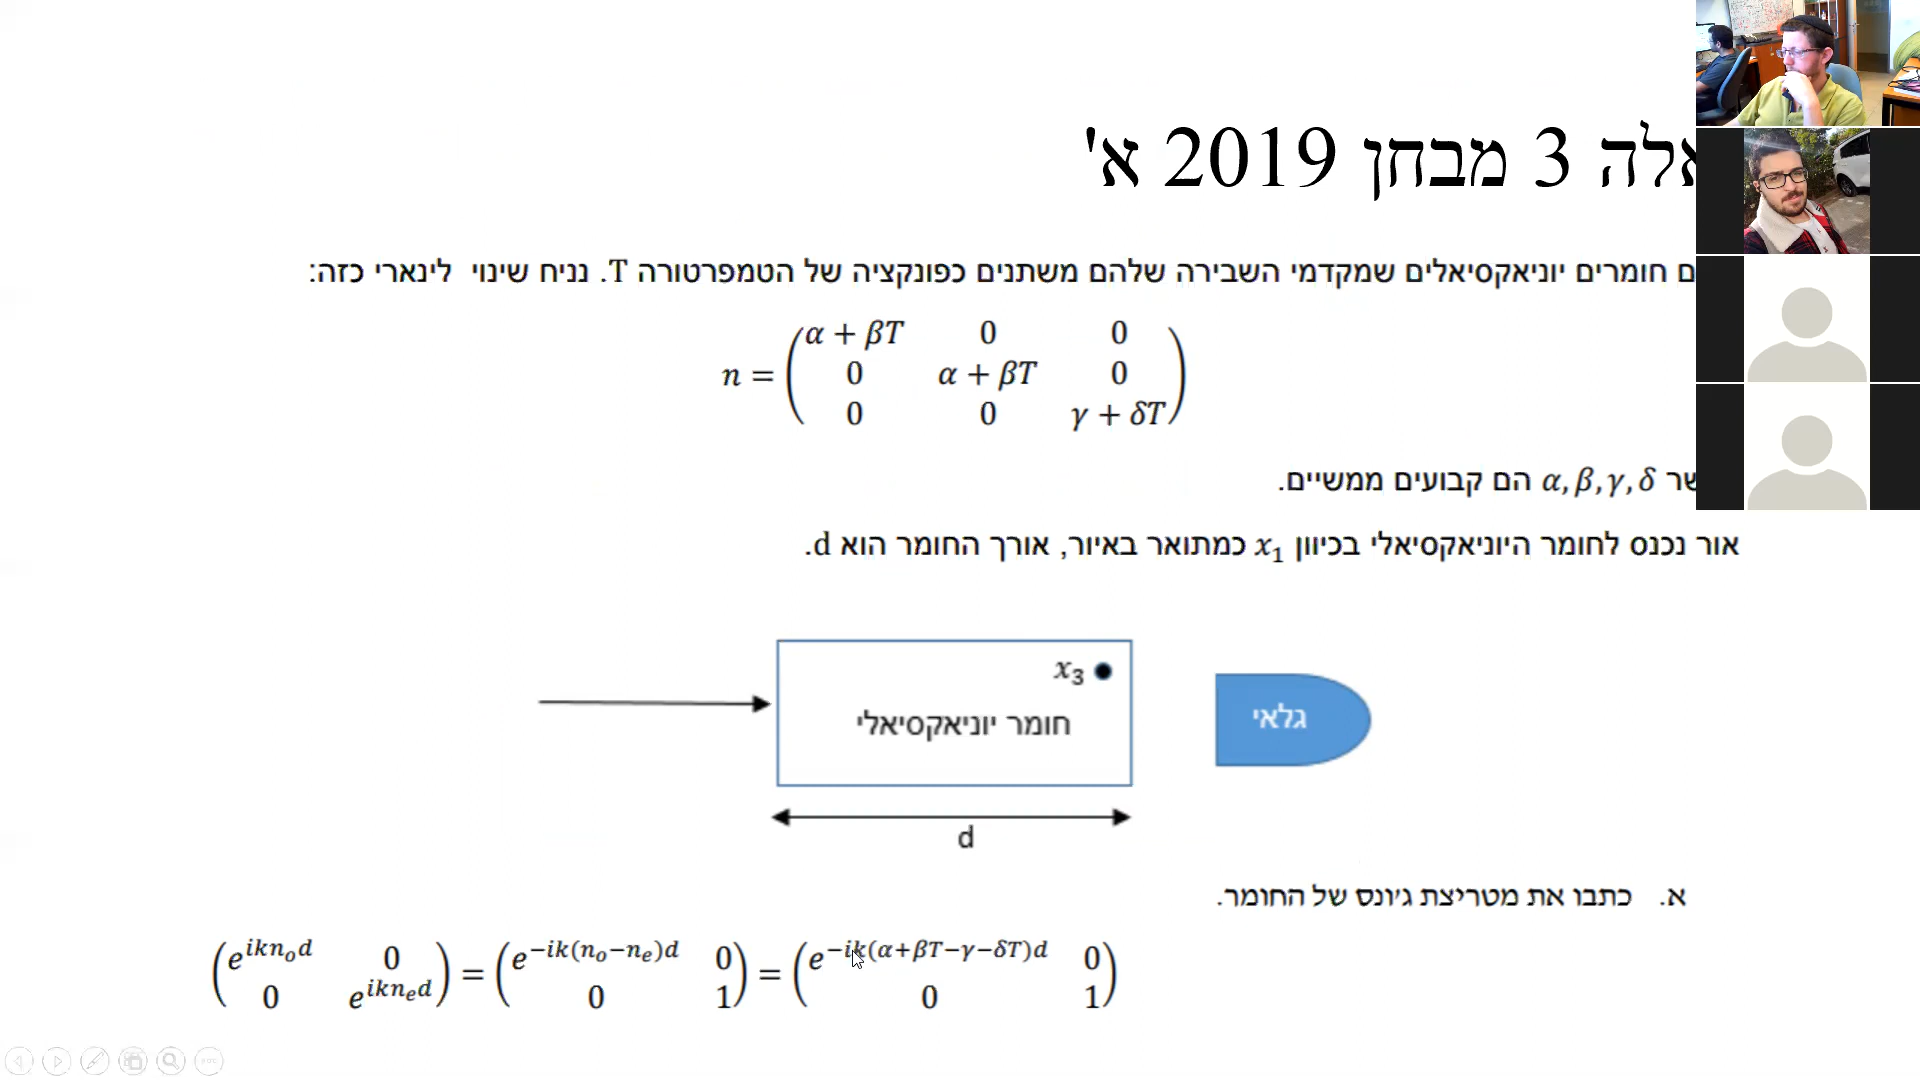 3 מבחן 2019 א'
חומרים יוניאקסיאלים שמקדמי השבירה שלהם משתנים כפונקציה של הטמפרטורה T. נניח שינוי לינארי כזה:
n = (α + βT 0 0
0 α + βT 0
0 0 γ + δT)
α, β, γ, δ הם קבועים ממשיים.
אור נכנס לחומר היוניאקסיאלי בכיוון x₁ כמתואר באיור, אורך החומר הוא d.
x₃
חומר יוניאקסיאלי
גלאי
d
א. כתבו את מטריצת ג'ונס של החומר.
(e^{ikn_o d} 0 = (e^{-ik(n_o-n_e)d} 0) = (e^{-ik(α+βT-γ-δT)d} 0
0 e^{ikn_e d}) 0 1) 0 1)